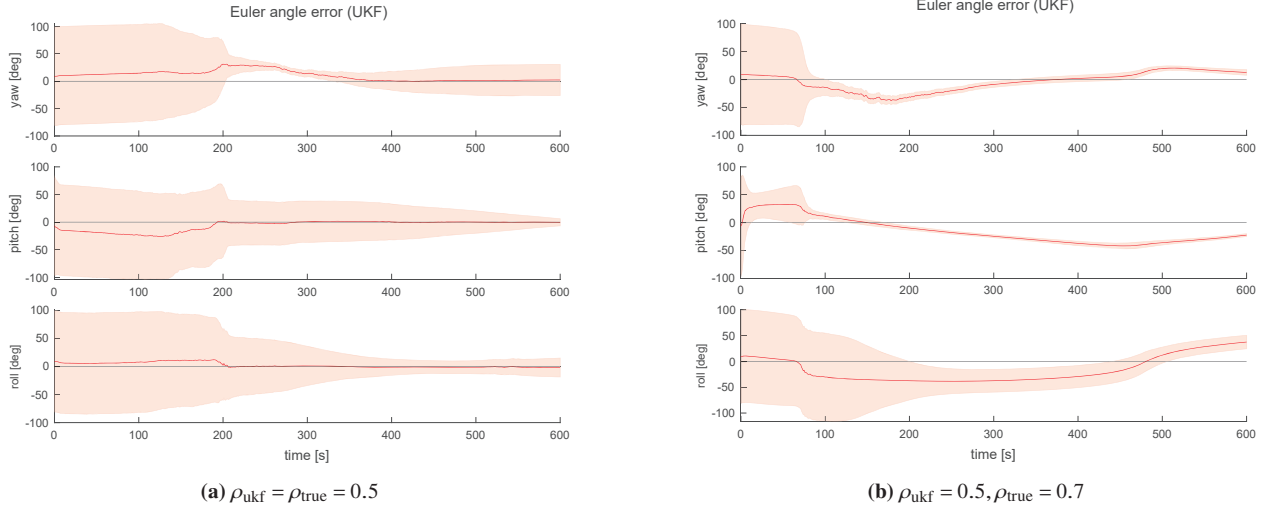 Euler angle error (UKF)
100
50
0
-50
-100
yaw [deg]
0 100 200 300 400 500 600
100
50
0
-50
-100
pitch [deg]
0 100 200 300 400 500 600
100
50
0
-50
-100
roll [deg]
0 100 200 300 400 500 600
time [s]
(a) ρukf = ρtrue = 0.5
Euler angle error (UKF)
100
50
0
-50
-100
yaw [deg]
0 100 200 300 400 500 600
100
50
0
-50
-100
pitch [deg]
0 100 200 300 400 500 600
100
50
0
-50
-100
roll [deg]
0 100 200 300 400 500 600
time [s]
(b) ρukf = 0.5, ρtrue = 0.7